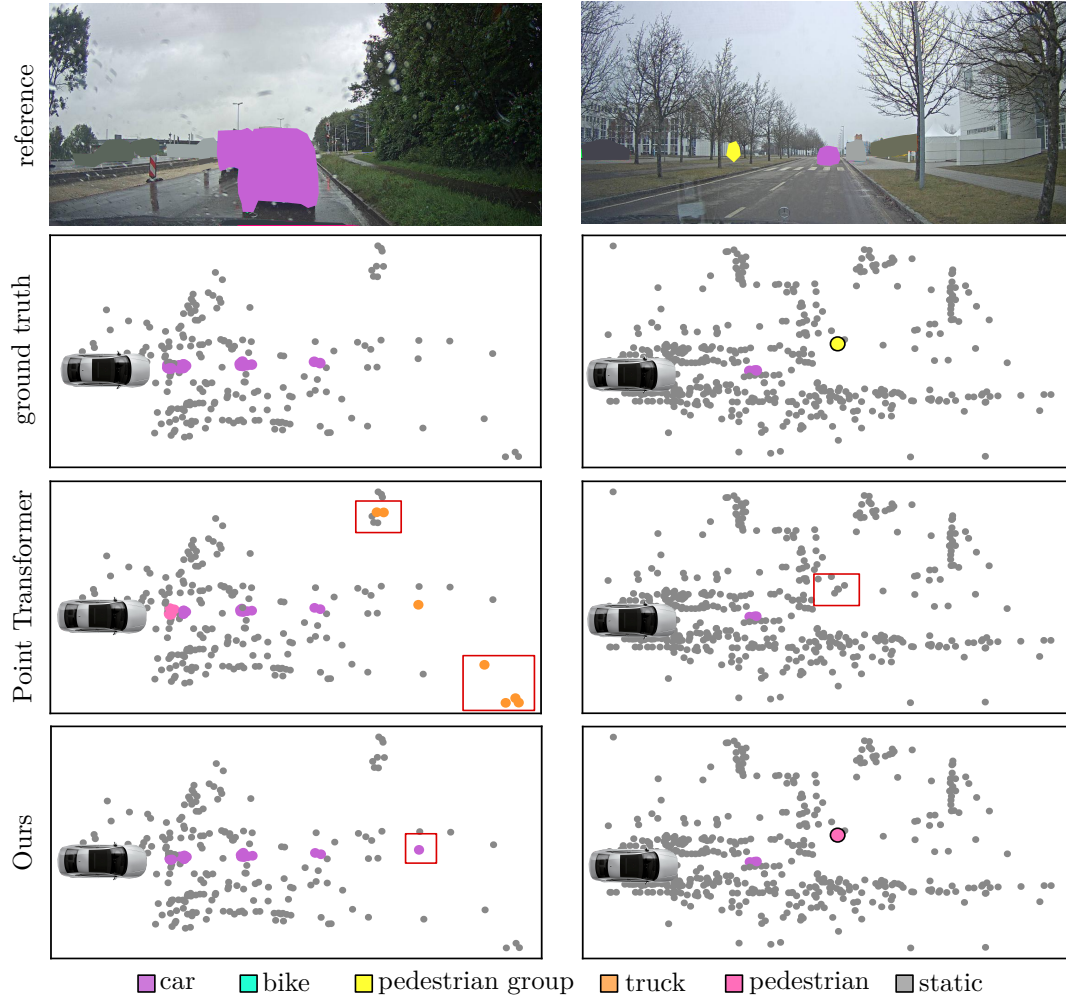 reference
ground truth
Point Transformer
Ours
car
bike
pedestrian group
truck
pedestrian
static